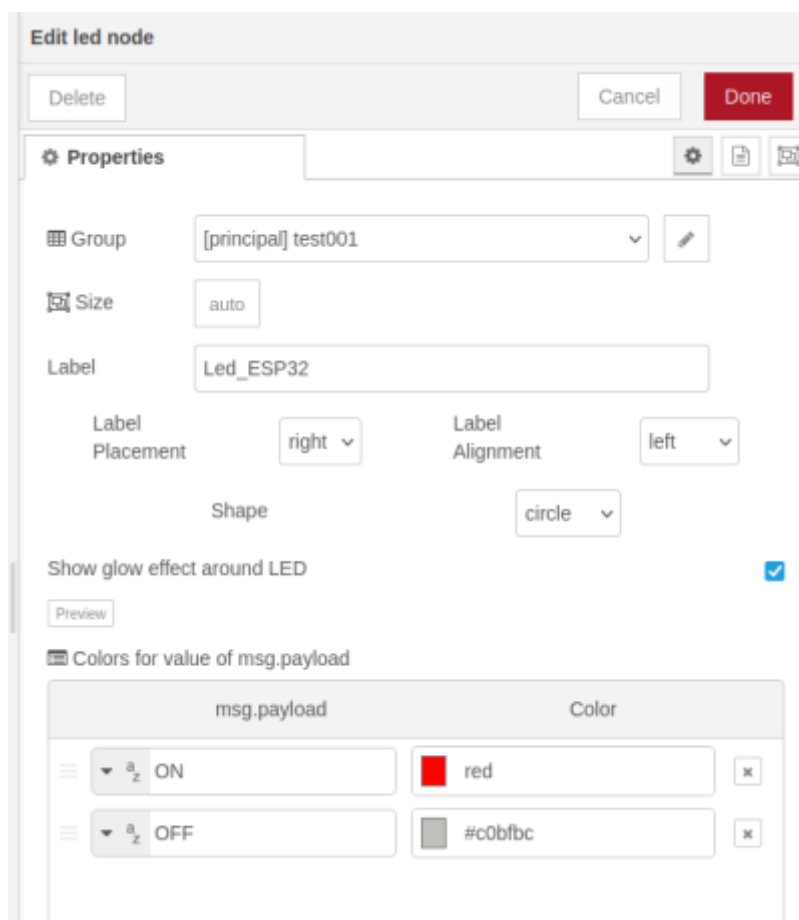 Edit led node
Delete Cancel Done
Properties
Group [principal] test001
Size auto
Label Led_ESP32
Label Placement right Label Alignment left
Shape circle
Show glow effect around LED
Preview
Colors for value of msg.payload
msg.payload Color
a z ON red
a z OFF #c0bfbc